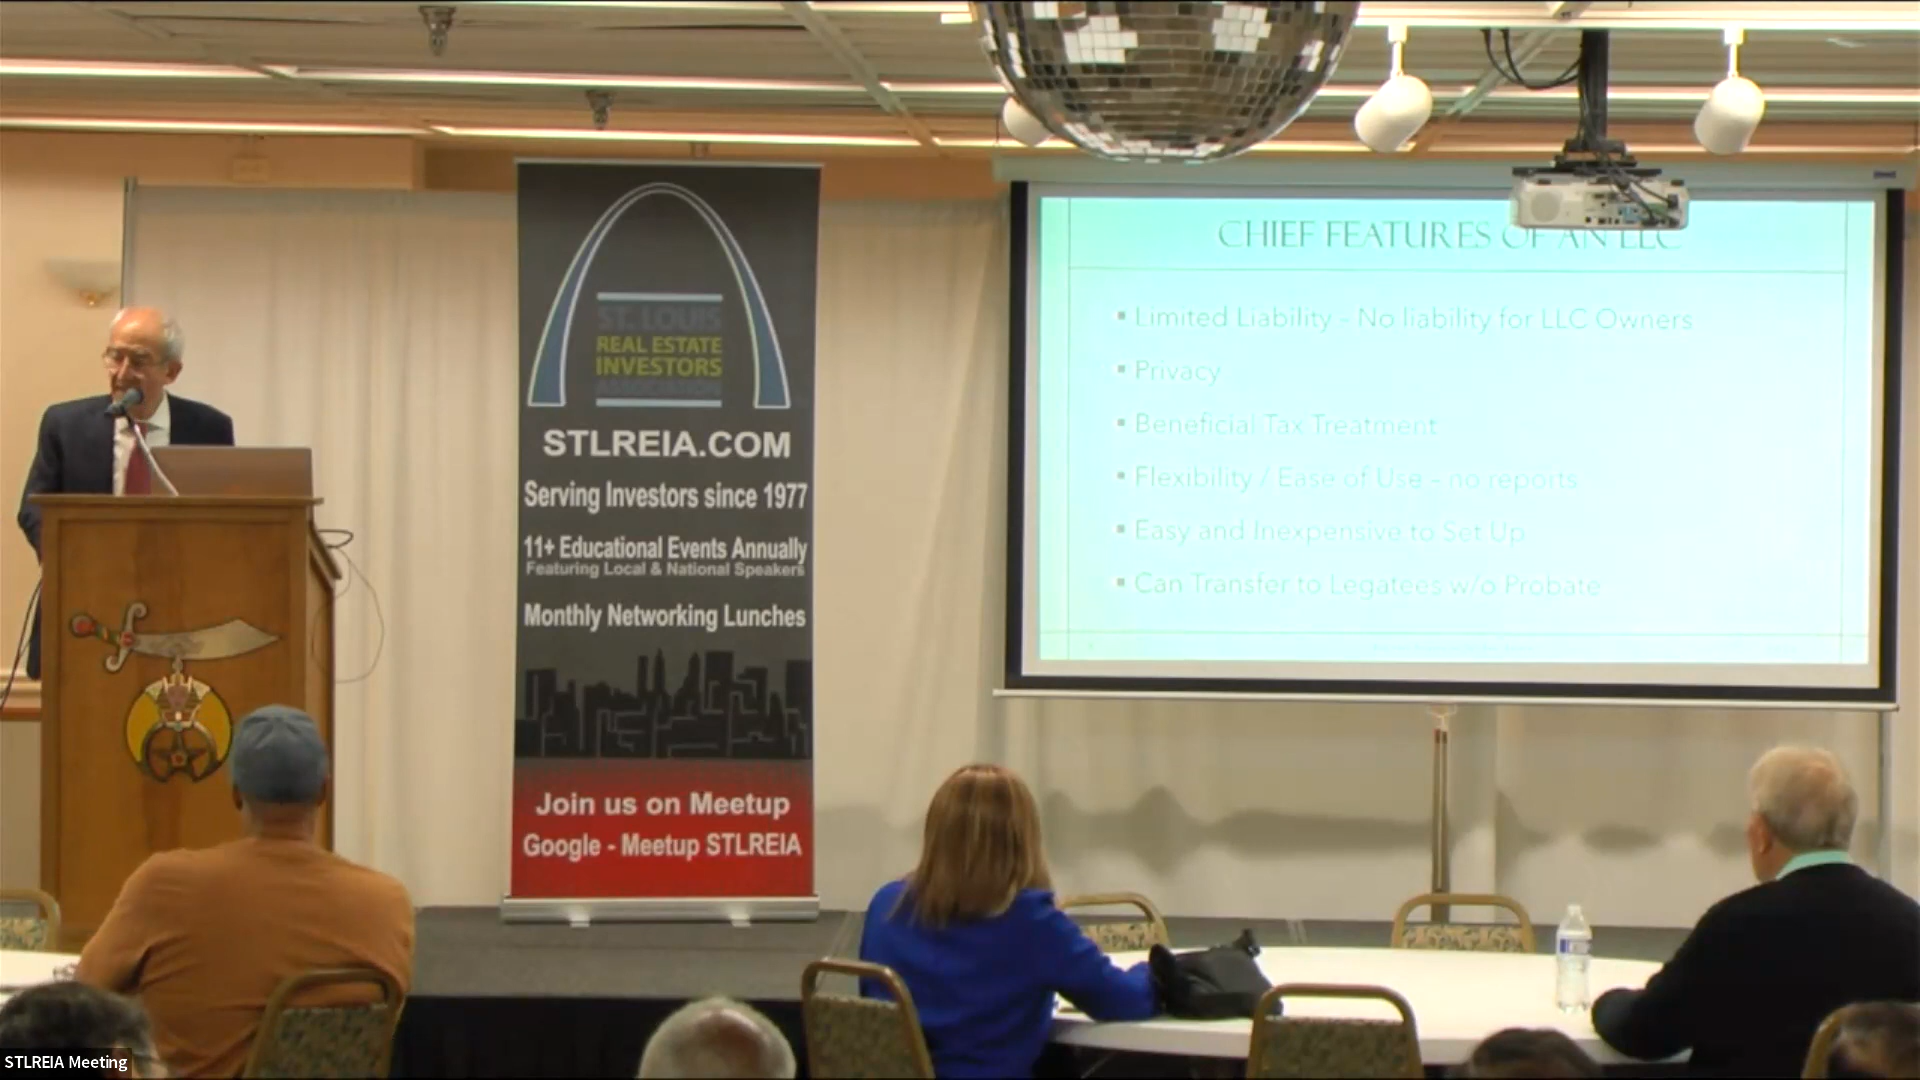 ST. LOUIS
REAL ESTATE
INVESTORS
ASSOCIATION
STLREIA.COM
Serving Investors since 1977
11+ Educational Events Annually
Featuring Local & National Speakers
Monthly Networking Lunches
Join us on Meetup
Google - Meetup STLREIA
CHIEF FEATURES OF AN LLC
▪ Limited Liability – No liability for LLC Owners
▪ Privacy
▪ Beneficial Tax Treatment
▪ Flexibility / Ease of Use – no reports
▪ Easy and Inexpensive to Set Up
▪ Can Transfer to Legatees w/o Probate
STLREIA Meeting